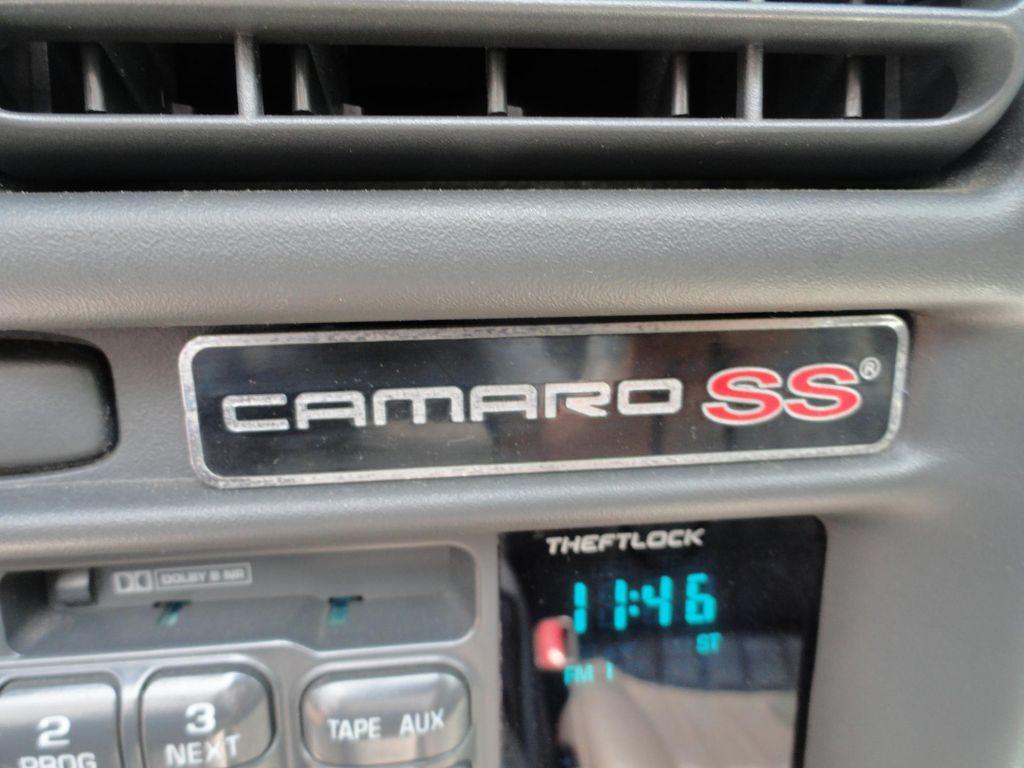 CAMARO SS®
THEFTLOCK
DOLBY B NR
11:46
ST
FM 1
2
PROG
3
NEXT
TAPE AUX